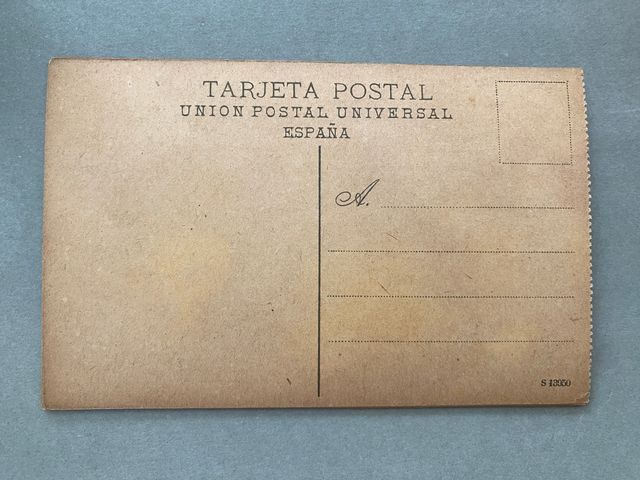 TARJETA POSTAL
UNION POSTAL UNIVERSAL
ESPAÑA
A.
S 13950